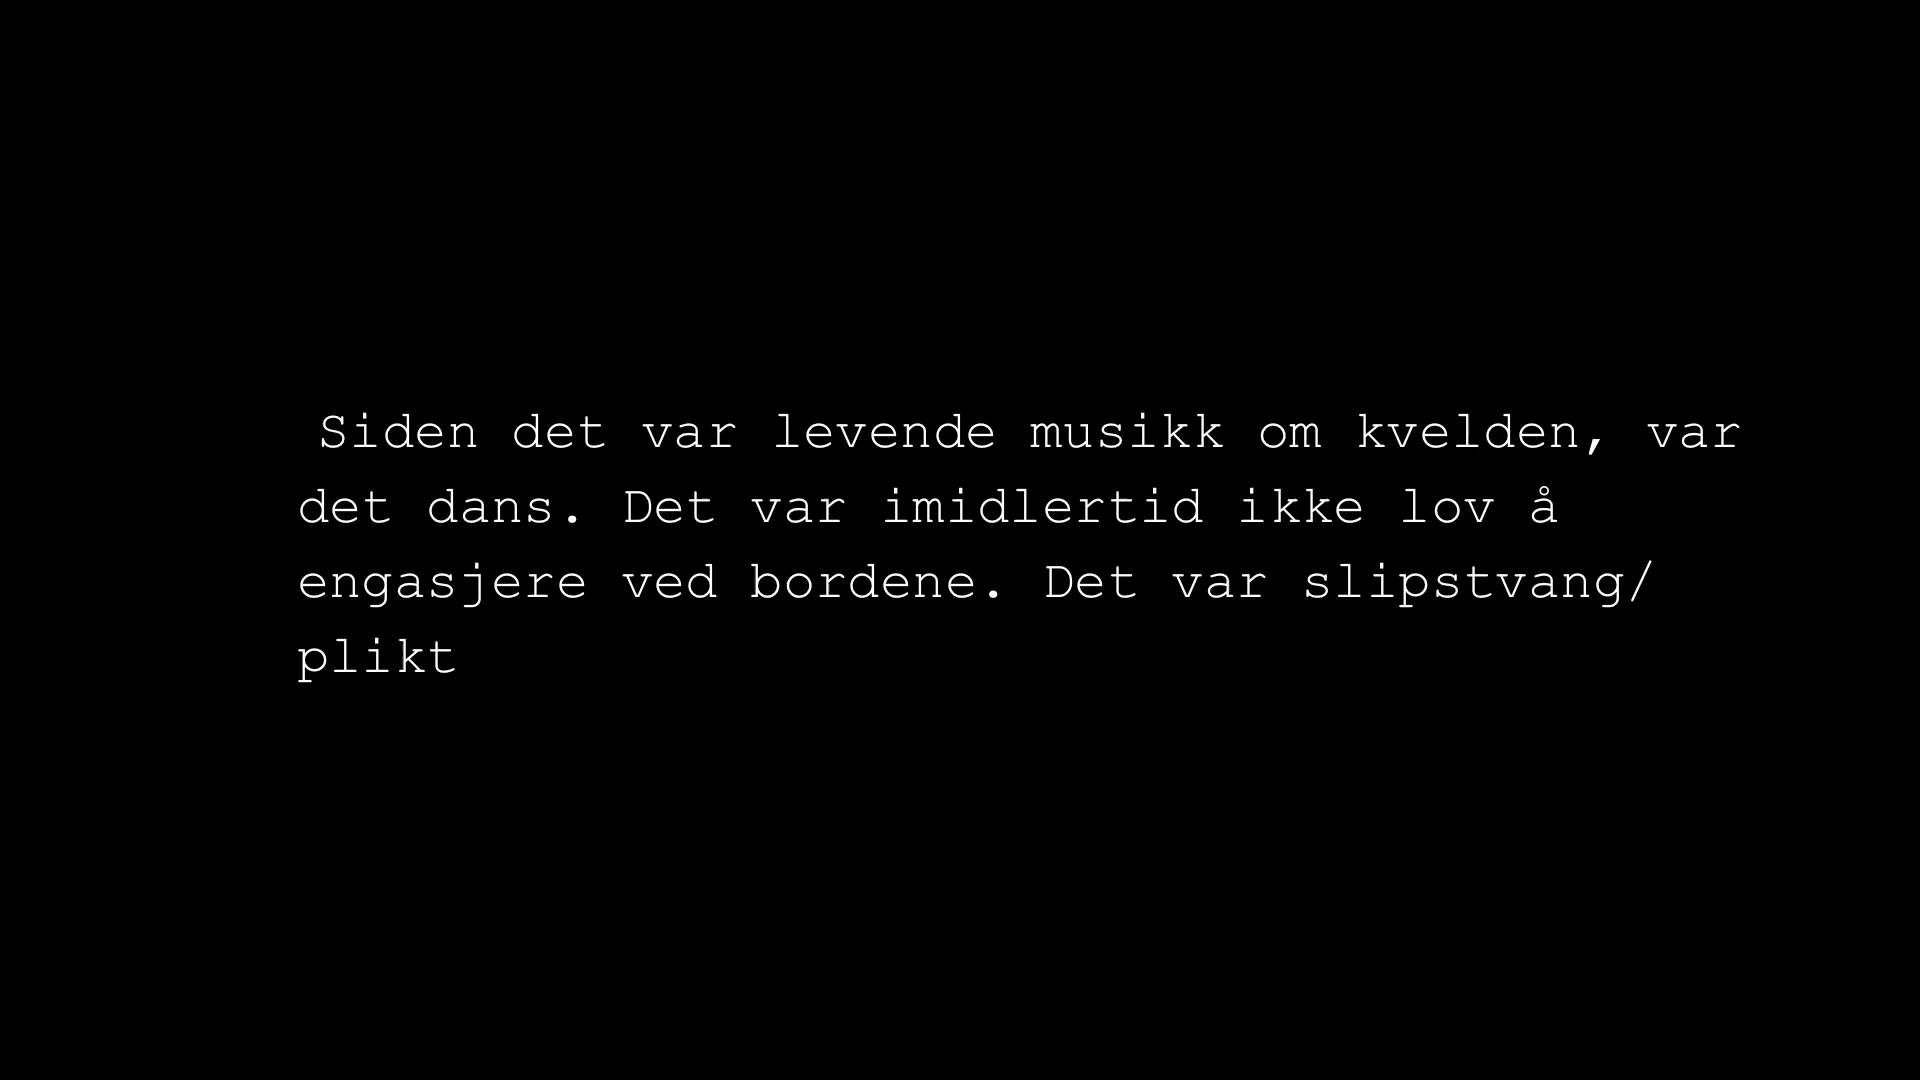 Siden det var levende musikk om kvelden, var
det dans. Det var imidlertid ikke lov å
engasjere ved bordene. Det var slipstvang/
plikt